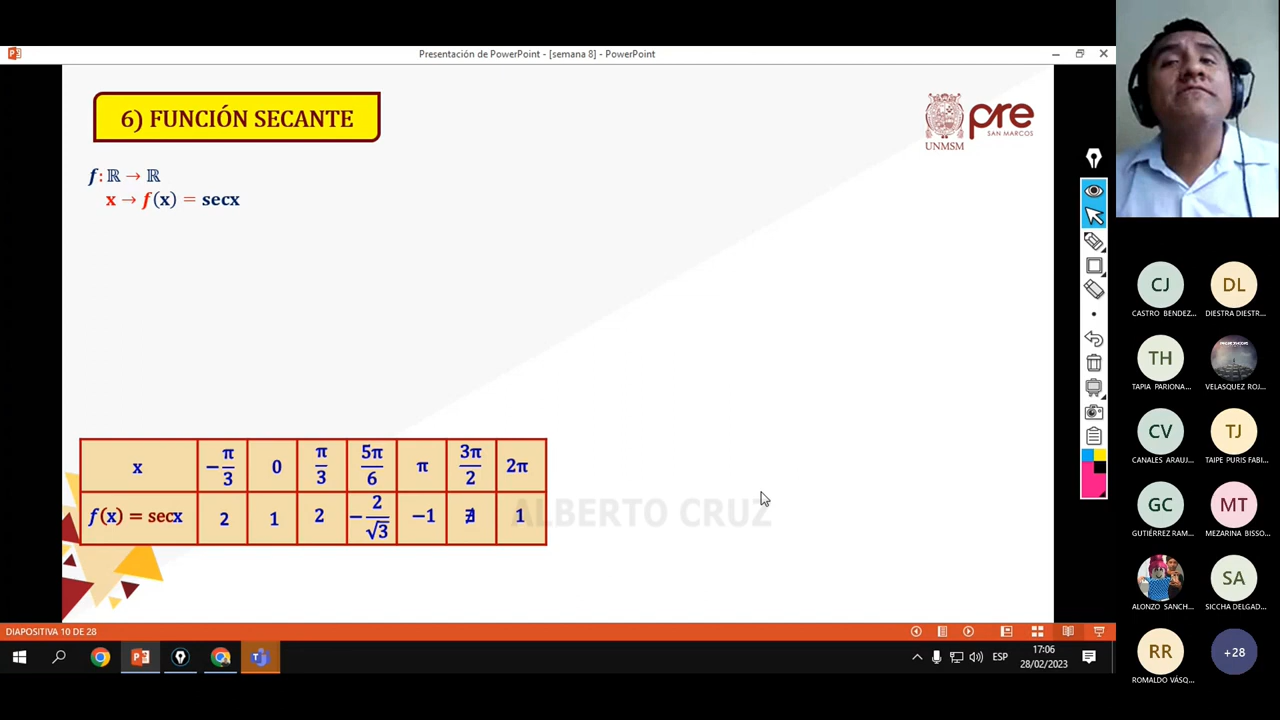 Presentación de PowerPoint - [semana 8] - PowerPoint
6) FUNCIÓN SECANTE
UNMSM
pre
SAN MARCOS
f: ℝ → ℝ
x → f(x) = secx
x −π/3 0 π/3 5π/6 π 3π/2 2π
f(x) = secx 2 1 2 −2/√3 −1 ∄ 1
ALBERTO CRUZ
DIAPOSITIVA 10 DE 28
ESP
17:06
28/02/2023
CJ
CASTRO BENDEZ...
DL
DIESTRA DIESTR...
TH
TAPIA PARIONA...
VELASQUEZ ROJ...
CV
CANALES ARAUJ...
TJ
TAIPE PURIS FABI...
GC
GUTIÉRREZ RAM...
MT
MEZARINA BISSO...
ALONZO SANCH...
SA
SICCHA DELGAD...
RR
ROMALDO VÁSQ...
+28